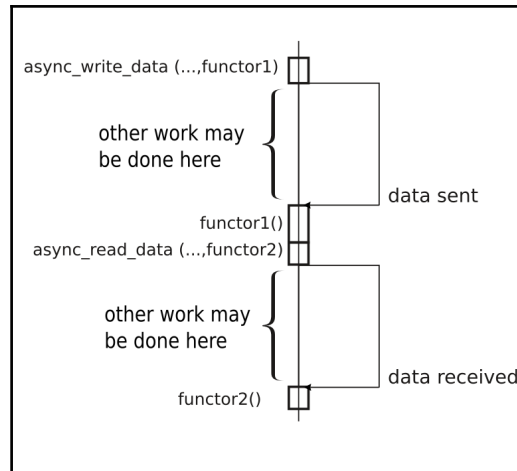 async_write_data (...,functor1)
other work may
be done here
data sent
functor1()
async_read_data (...,functor2)
other work may
be done here
data received
functor2()